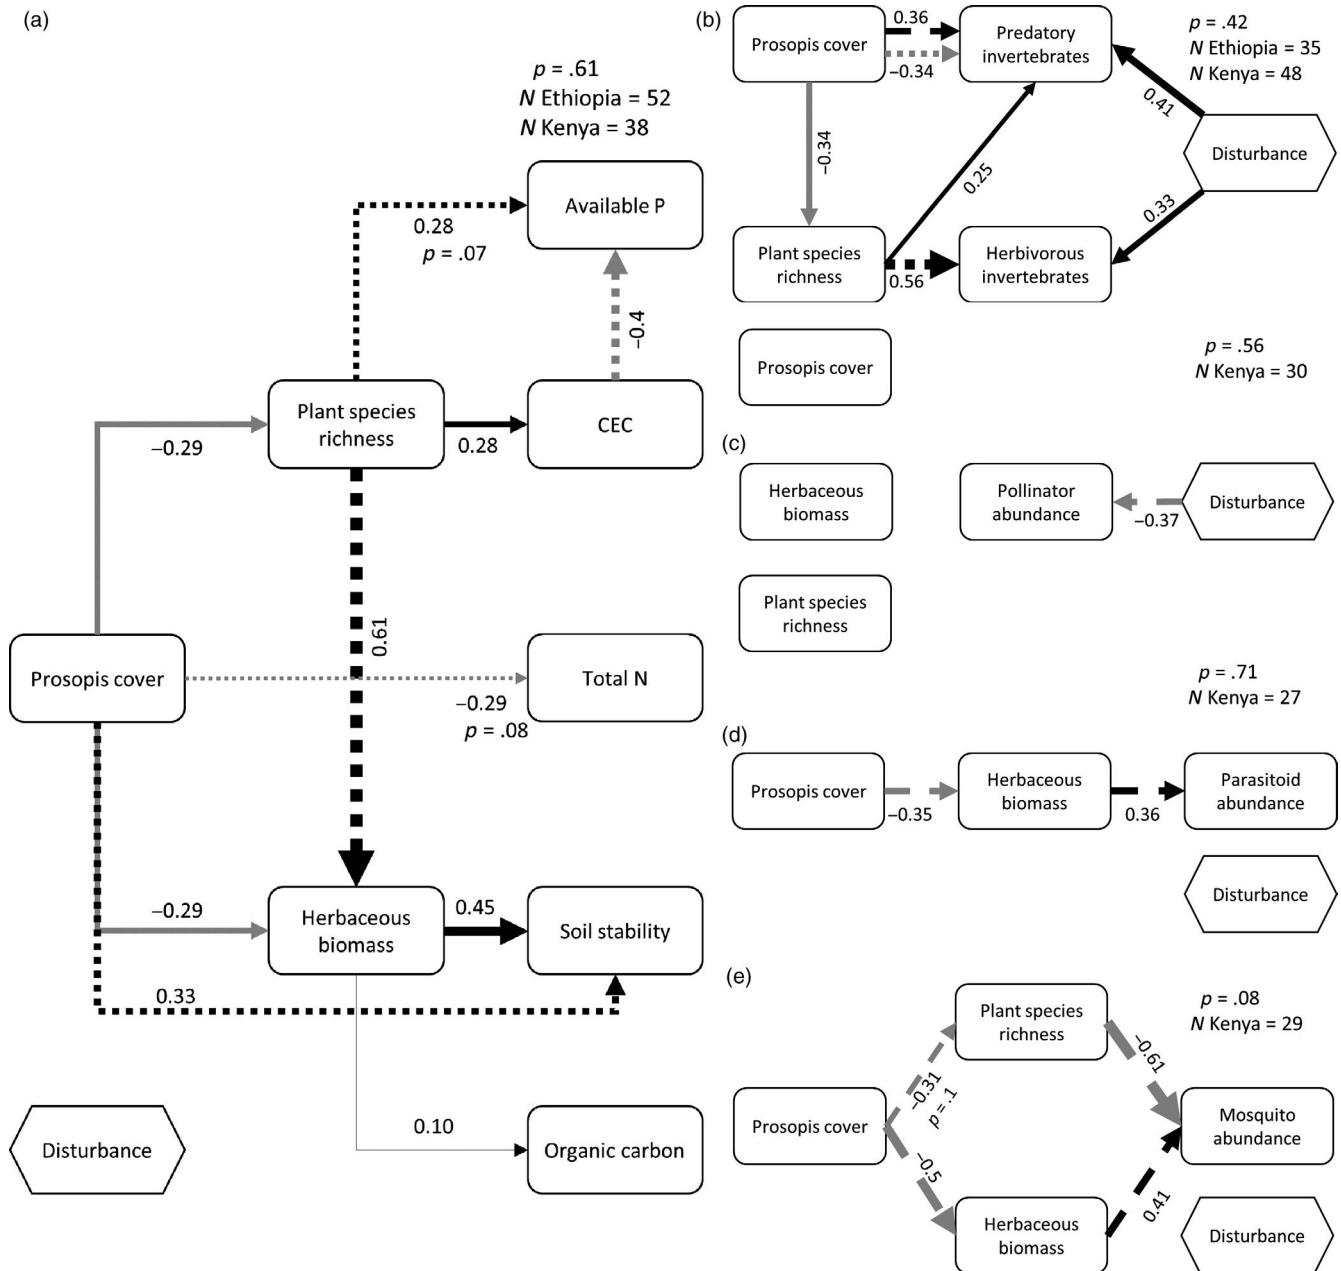 (a)
p = .61
N Ethiopia = 52
N Kenya = 38
Available P
0.28
p = .07
−0.4
Plant species
richness
−0.29
0.28
CEC
0.61
Prosopis cover
Total N
−0.29
p = .08
−0.29
Herbaceous
biomass
0.45
Soil stability
0.33
0.10
Disturbance
Organic carbon
(b)
Prosopis cover
0.36
−0.34
Predatory
invertebrates
p = .42
N Ethiopia = 35
N Kenya = 48
0.41
−0.34
0.25
Disturbance
0.33
Plant species
richness
0.56
Herbivorous
invertebrates
Prosopis cover
p = .56
N Kenya = 30
(c)
Herbaceous
biomass
Pollinator
abundance
−0.37
Disturbance
Plant species
richness
p = .71
N Kenya = 27
(d)
Prosopis cover
−0.35
Herbaceous
biomass
0.36
Parasitoid
abundance
Disturbance
(e)
p = .08
N Kenya = 29
Plant species
richness
−0.31
p = .1
−0.61
Prosopis cover
Mosquito
abundance
−0.5
0.41
Herbaceous
biomass
Disturbance